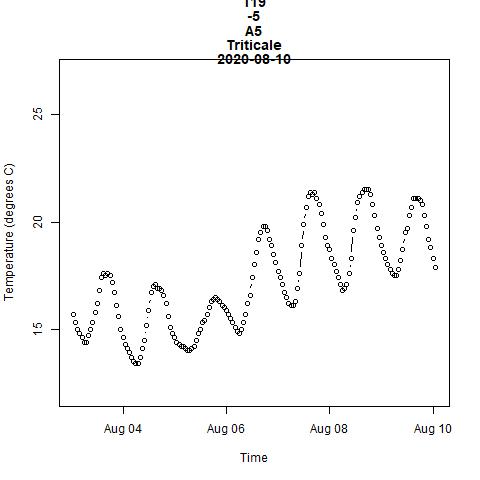 T19
-5
A5
Triticale
2020-08-10
25
20
15
Temperature (degrees C)
Aug 04
Aug 06
Aug 08
Aug 10
Time